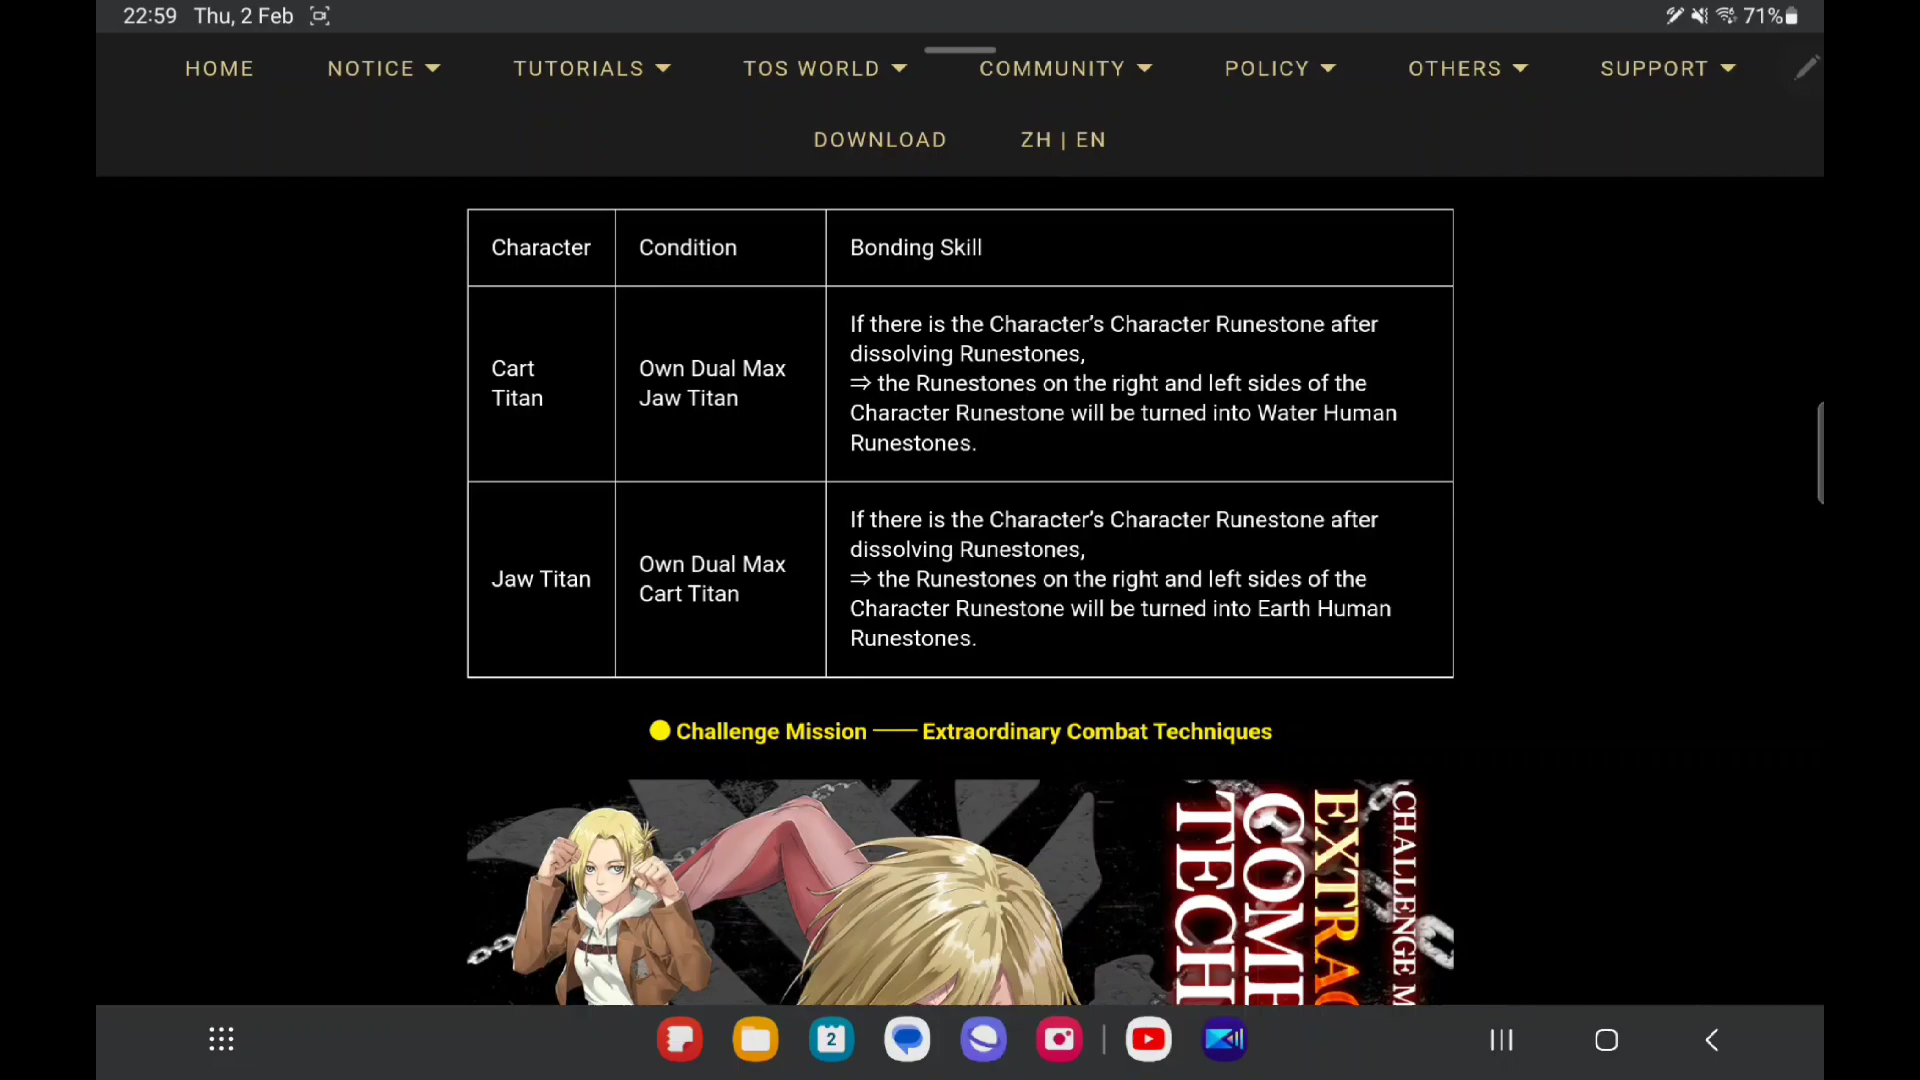 22:59 Thu, 2 Feb
71%
HOME NOTICE TUTORIALS TOS WORLD COMMUNITY POLICY OTHERS SUPPORT
DOWNLOAD ZH | EN
Character Condition Bonding Skill
Cart
Titan
Own Dual Max
Jaw Titan
If there is the Character’s Character Runestone after
dissolving Runestones,
⇒ the Runestones on the right and left sides of the
Character Runestone will be turned into Water Human
Runestones.
Jaw Titan
Own Dual Max
Cart Titan
If there is the Character’s Character Runestone after
dissolving Runestones,
⇒ the Runestones on the right and left sides of the
Character Runestone will be turned into Earth Human
Runestones.
Challenge Mission —— Extraordinary Combat Techniques
CHALLENGE M
EXTRA
COM
TECH
2